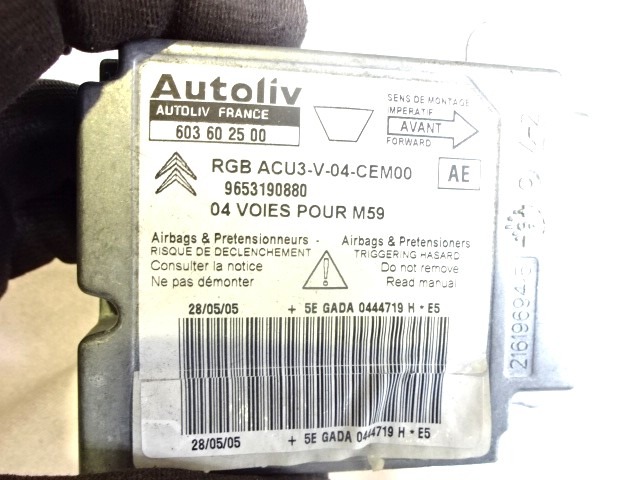 Autoliv
AUTOLIV FRANCE
603 60 25 00
SENS DE MONTAGE
IMPERATIF
AVANT
FORWARD
RGB ACU3-V-04-CEM00
AE
9653190880
04 VOIES POUR M59
Airbags & Pretensionneurs -
RISQUE DE DECLENCHEMENT
Consulter la notice
Ne pas démonter
!
Airbags & Pretensioners
TRIGGERING HAZARD
Do not remove
Read manual
28/05/05 + 5E GADA 0444719 H * E5
28/05/05 + 5E GADA 0444719 H * E5